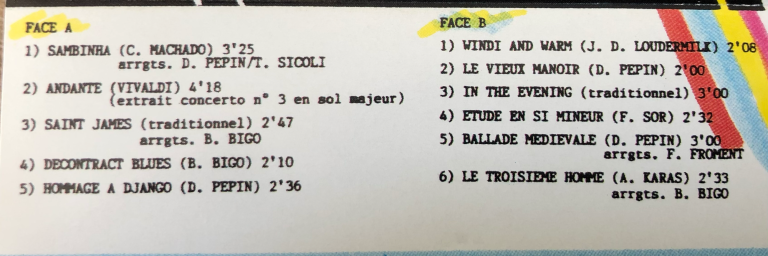 FACE A
1) SAMBINHA (C. MACHADO) 3'25
arrgts. D. PEPIN/T. SICOLI
2) ANDANTE (VIVALDI) 4'18
(extrait concerto n° 3 en sol majeur)
3) SAINT JAMES (traditionnel) 2'47
arrgts. B. BIGO
4) DECONTRACT BLUES (B. BIGO) 2'10
5) HOMMAGE A DJANGO (D. PEPIN) 2'36
FACE B
1) WINDI AND WARM (J. D. LOUDERMILK) 2'08
2) LE VIEUX MANOIR (D. PEPIN) 2'00
3) IN THE EVENING (traditionnel) 3'00
4) ETUDE EN SI MINEUR (F. SOR) 2'32
5) BALLADE MEDIEVALE (D. PEPIN) 3'00
arrgts. F. FROMENT
6) LE TROISIEME HOMME (A. KARAS) 2'33
arrgts. B. BIGO